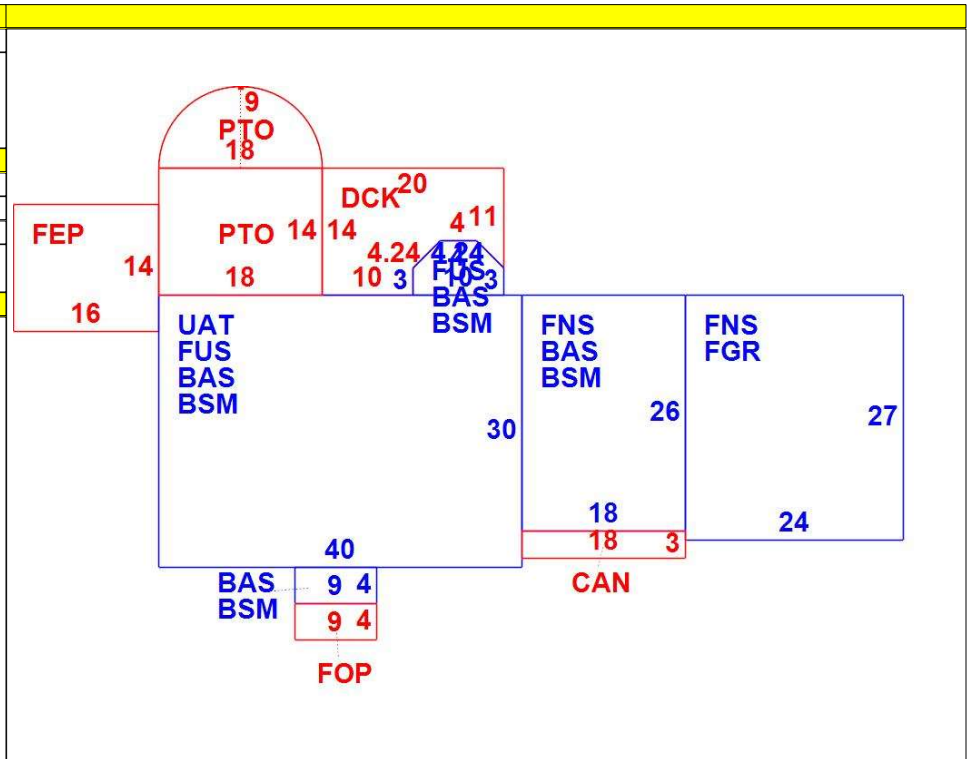 9
PTO
18
DCK 20
FEP
PTO 14 14
4 11
14
4.24 4.24
18
10 3 10 3
FUS
BAS
BSM
16
UAT
FUS
BAS
BSM
FNS
BAS
BSM
FNS
FGR
30
26
27
18
24
18 3
40
CAN
BAS
BSM
9 4
9 4
FOP